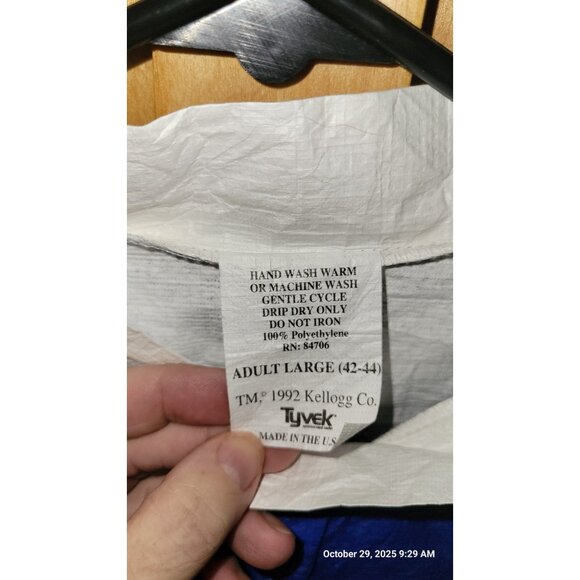 HAND WASH WARM
OR MACHINE WASH
GENTLE CYCLE
DRIP DRY ONLY
DO NOT IRON
100% Polyethylene
RN: 84706
ADULT LARGE (42-44)
TM,© 1992 Kellogg Co.
Tyvek
MADE IN THE U.S
October 29, 2025 9:29 AM